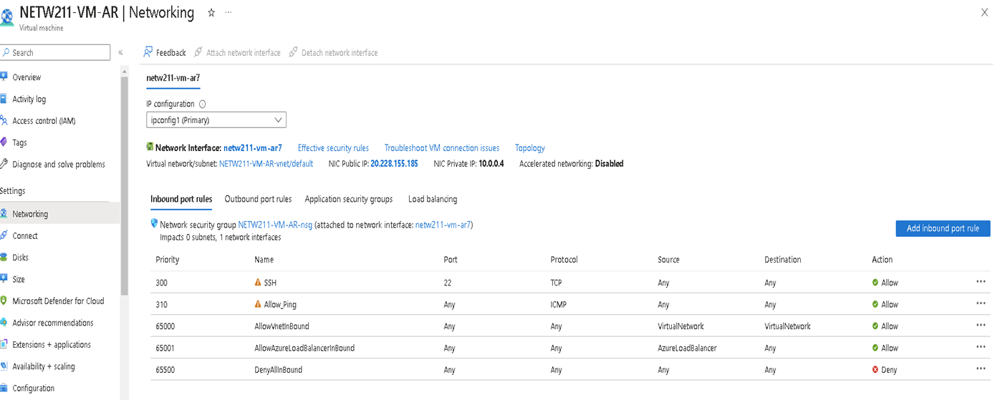 NETW211-VM-AR | Networking ☆ ...
Virtual machine
Search
«
Feedback Attach network interface Detach network interface
Overview
Activity log
Access control (IAM)
Tags
Diagnose and solve problems
Settings
Networking
Connect
Disks
Size
Microsoft Defender for Cloud
Advisor recommendations
Extensions + applications
Availability + scaling
Configuration
netw211-vm-ar7
IP configuration
ipconfig1 (Primary)
Network Interface: netw211-vm-ar7 Effective security rules Troubleshoot VM connection issues Topology
Virtual network/subnet: NETW211-VM-AR-vnet/default NIC Public IP: 20.228.155.185 NIC Private IP: 10.0.0.4 Accelerated networking: Disabled
Inbound port rules Outbound port rules Application security groups Load balancing
Network security group NETW211-VM-AR-nsg (attached to network interface: netw211-vm-ar7)
Impacts 0 subnets, 1 network interfaces
Add inbound port rule
Priority Name Port Protocol Source Destination Action
300 SSH 22 TCP Any Any Allow ...
310 Allow_Ping Any ICMP Any Any Allow ...
65000 AllowVnetInBound Any Any VirtualNetwork VirtualNetwork Allow ...
65001 AllowAzureLoadBalancerInBound Any Any AzureLoadBalancer Any Allow ...
65500 DenyAllInBound Any Any Any Any Deny ...